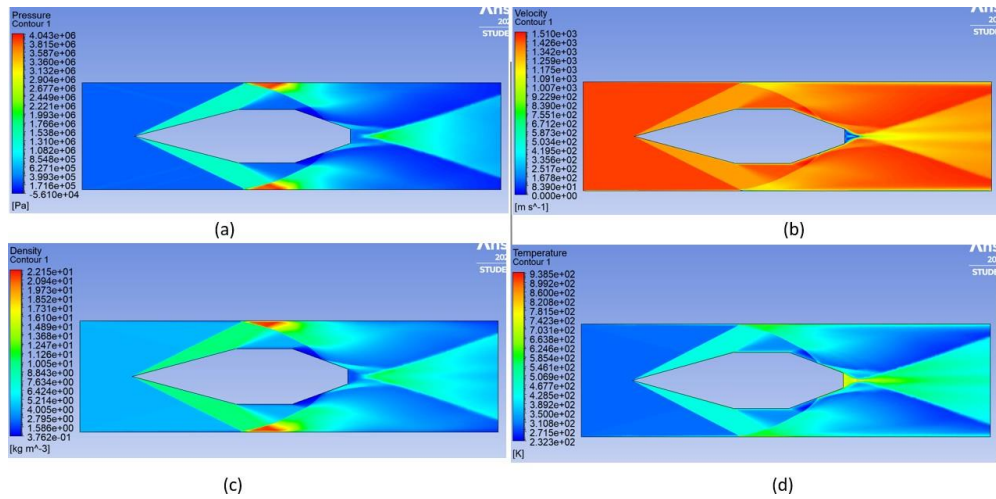 Pressure
Contour 1
4.043e+06
3.815e+06
3.587e+06
3.360e+06
3.132e+06
2.904e+06
2.677e+06
2.449e+06
2.221e+06
1.993e+06
1.766e+06
1.538e+06
1.310e+06
1.082e+06
8.548e+05
6.271e+05
3.993e+05
1.716e+05
-5.610e+04
[Pa]
Ans
202
STUDE
(a)
Velocity
Contour 1
1.510e+03
1.426e+03
1.342e+03
1.259e+03
1.175e+03
1.091e+03
1.007e+03
9.229e+02
8.390e+02
7.551e+02
6.712e+02
5.873e+02
5.034e+02
4.195e+02
3.356e+02
2.517e+02
1.678e+02
8.390e+01
0.000e+00
[m s^-1]
Ans
202
STUDE
(b)
Density
Contour 1
2.215e+01
2.094e+01
1.973e+01
1.852e+01
1.731e+01
1.610e+01
1.489e+01
1.368e+01
1.247e+01
1.126e+01
1.005e+01
8.843e+00
7.634e+00
6.424e+00
5.214e+00
4.005e+00
2.795e+00
1.586e+00
3.762e-01
[kg m^-3]
Ans
202
STUDE
(c)
Temperature
Contour 1
9.385e+02
8.992e+02
8.600e+02
8.208e+02
7.815e+02
7.423e+02
7.031e+02
6.638e+02
6.246e+02
5.854e+02
5.461e+02
5.069e+02
4.677e+02
4.285e+02
3.892e+02
3.500e+02
3.108e+02
2.715e+02
2.323e+02
[K]
Ans
202
STUDE
(d)